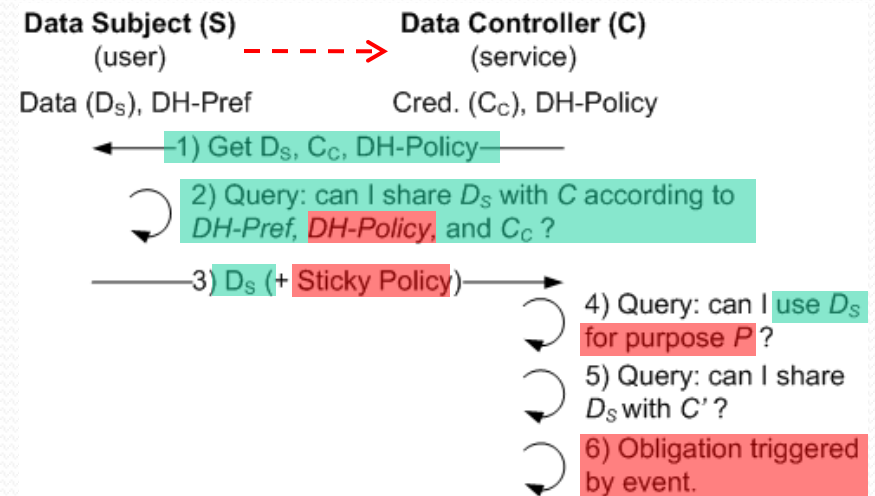 Data Subject (S)
Data Controller (C)
(user)
(service)
Data (DS), DH-Pref
Cred. (CC), DH-Policy
1) Get DS, CC, DH-Policy
2) Query: can I share DS with C according to
DH-Pref, DH-Policy, and CC ?
3) DS (+ Sticky Policy)
4) Query: can I use DS
for purpose P ?
5) Query: can I share
DS with C' ?
6) Obligation triggered
by event.